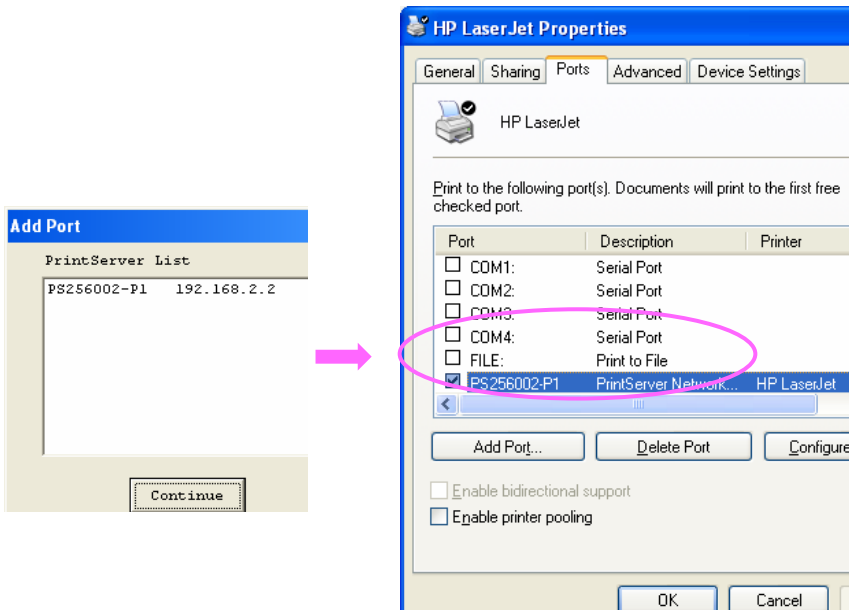 Add Port
PrintServer List
PS256002-P1 192.168.2.2
Continue
HP LaserJet Properties
General Sharing Ports Advanced Device Settings
HP LaserJet
Print to the following port(s). Documents will print to the first free
checked port.
Port Description Printer
COM1: Serial Port
COM2: Serial Port
COM3: Serial Port
COM4: Serial Port
FILE: Print to File
PS256002-P1 PrintServer Network... HP LaserJet
Add Port... Delete Port Configure
Enable bidirectional support
Enable printer pooling
OK Cancel